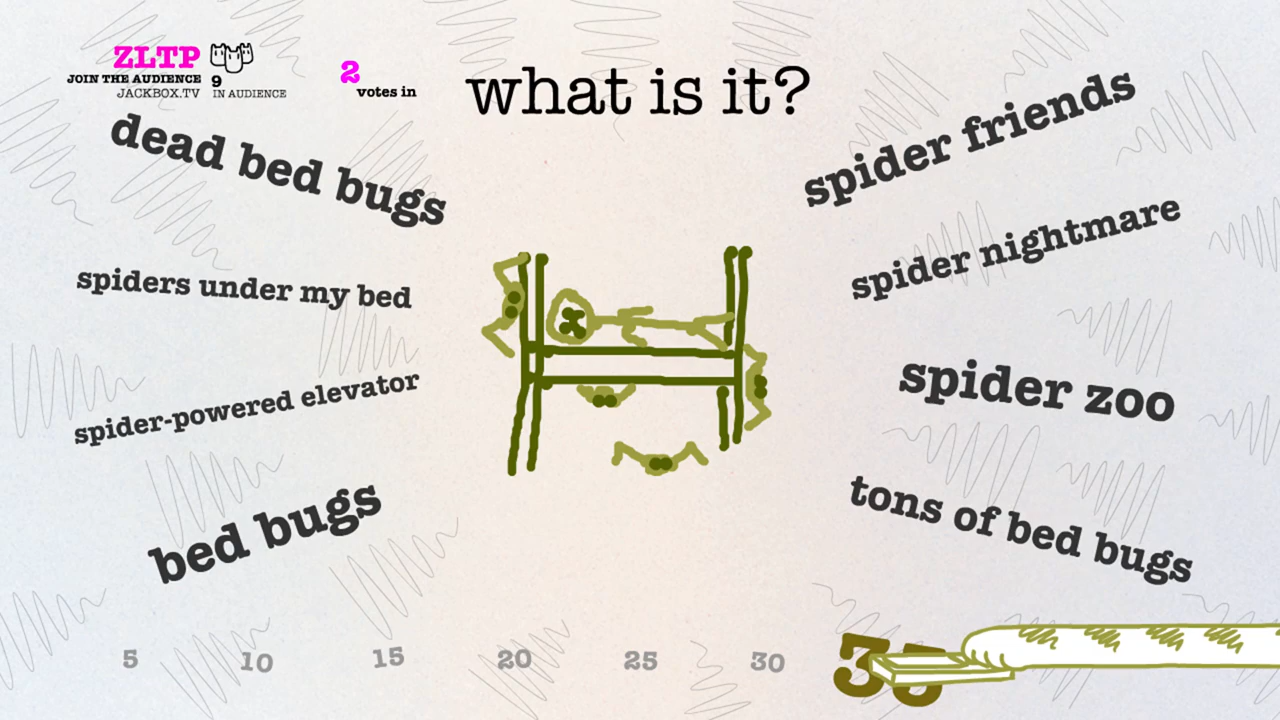 ZLTP
JOIN THE AUDIENCE
JACKBOX.TV
9
IN AUDIENCE
2
votes in
what is it?
dead bed bugs
spiders under my bed
spider-powered elevator
bed bugs
spider friends
spider nightmare
spider zoo
tons of bed bugs
5 10 15 20 25 30 35